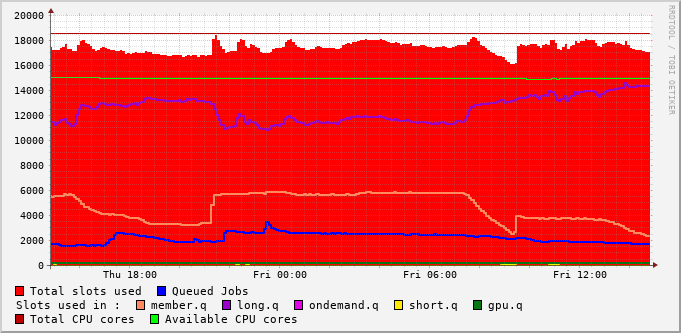 20000
18000
16000
14000
12000
10000
8000
6000
4000
2000
0
Thu 18:00 Fri 00:00 Fri 06:00 Fri 12:00
Total slots used Queued Jobs
Slots used in : member.q long.q ondemand.q short.q gpu.q
Total CPU cores Available CPU cores
RRDTOOL / TOBI OETIKER